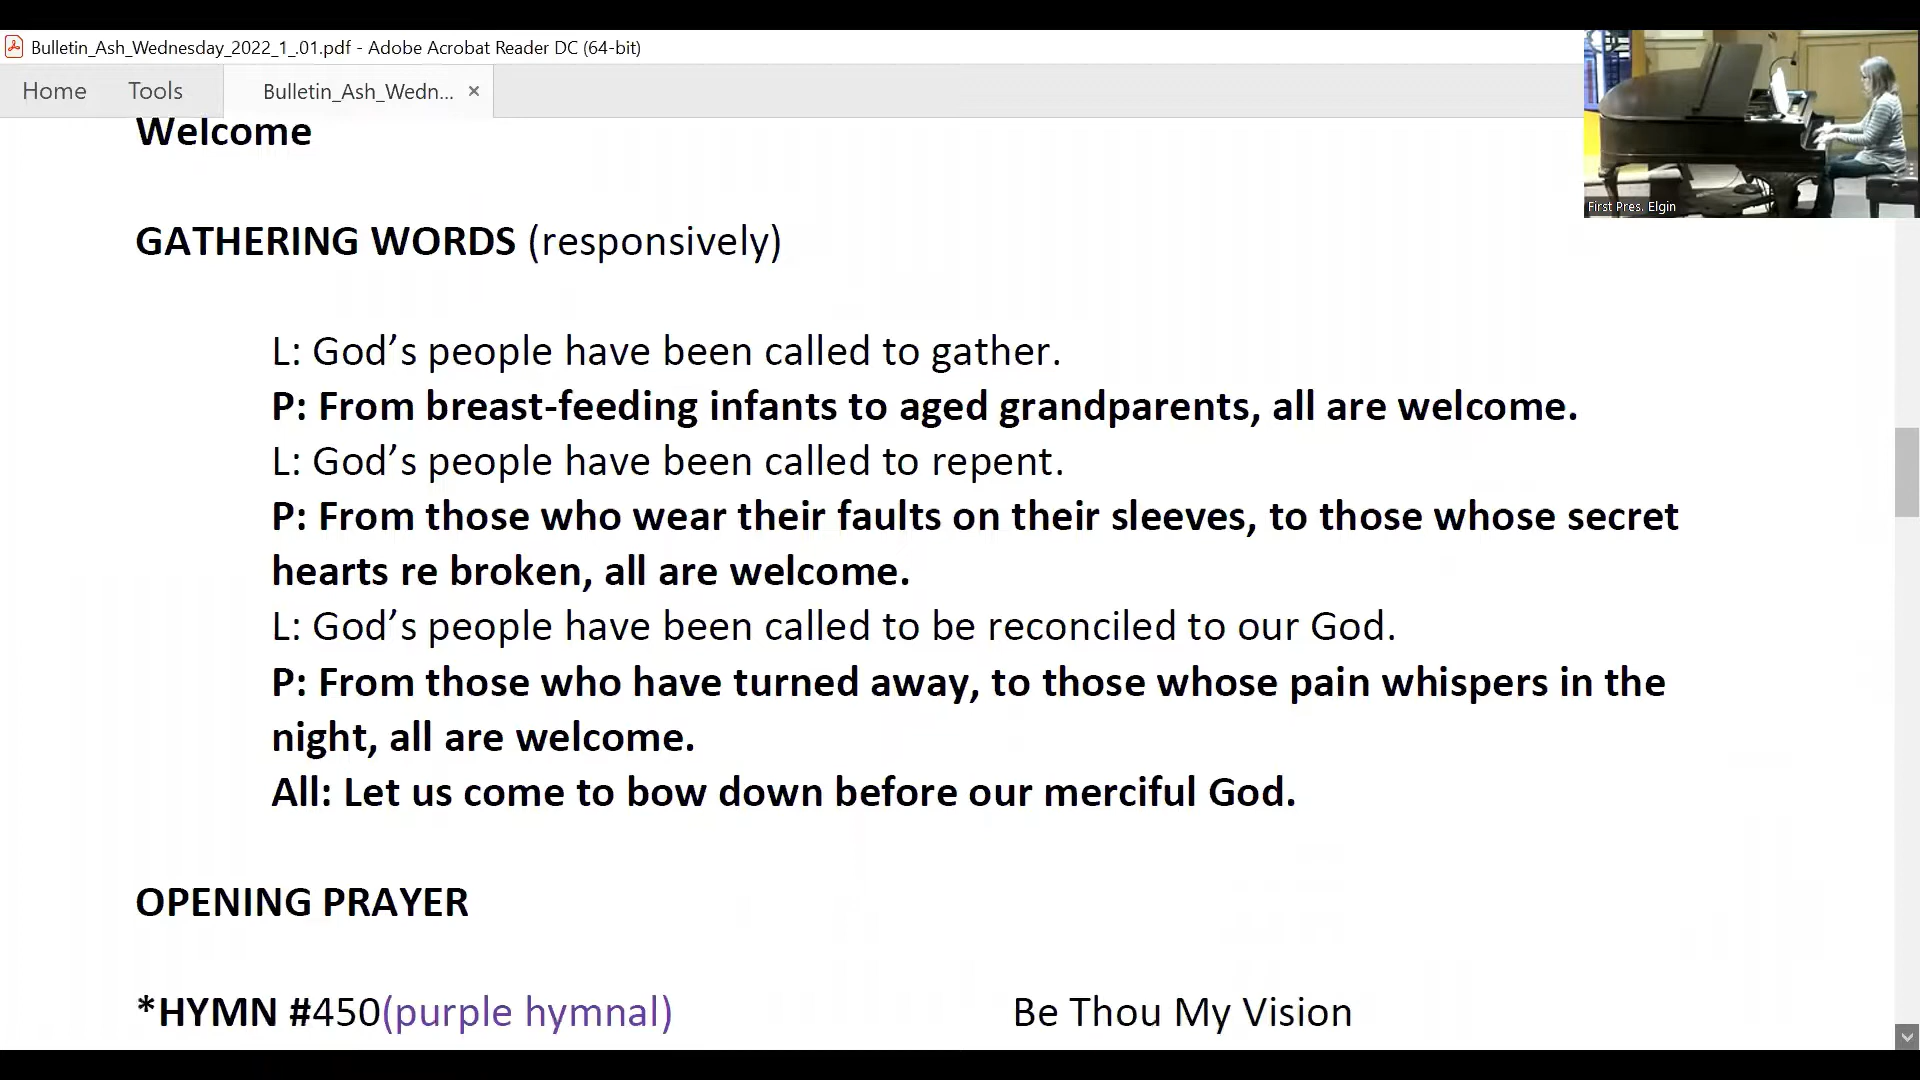 Bulletin_Ash_Wednesday_2022_1_.01.pdf - Adobe Acrobat Reader DC (64-bit)
Home Tools Bulletin_Ash_Wedn... ×
First Pres. Elgin
Welcome
GATHERING WORDS (responsively)
L: God’s people have been called to gather.
P: From breast-feeding infants to aged grandparents, all are welcome.
L: God’s people have been called to repent.
P: From those who wear their faults on their sleeves, to those whose secret
hearts re broken, all are welcome.
L: God’s people have been called to be reconciled to our God.
P: From those who have turned away, to those whose pain whispers in the
night, all are welcome.
All: Let us come to bow down before our merciful God.
OPENING PRAYER
*HYMN #450(purple hymnal) Be Thou My Vision